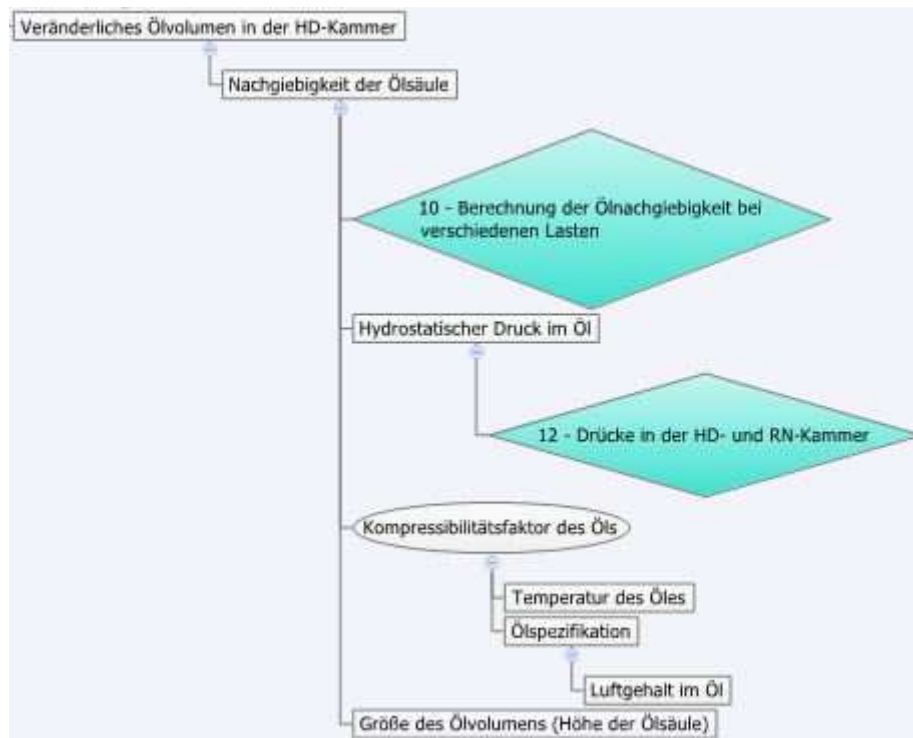 Veränderliches Ölvolumen in der HD-Kammer
Nachgiebigkeit der Ölsäule
10 - Berechnung der Ölnachgiebigkeit bei
verschiedenen Lasten
Hydrostatischer Druck im Öl
12 - Drücke in der HD- und RN-Kammer
Kompressibilitätsfaktor des Öls
Temperatur des Öles
Ölspezifikation
Luftgehalt im Öl
Größe des Ölvolumens (Höhe der Ölsäule)